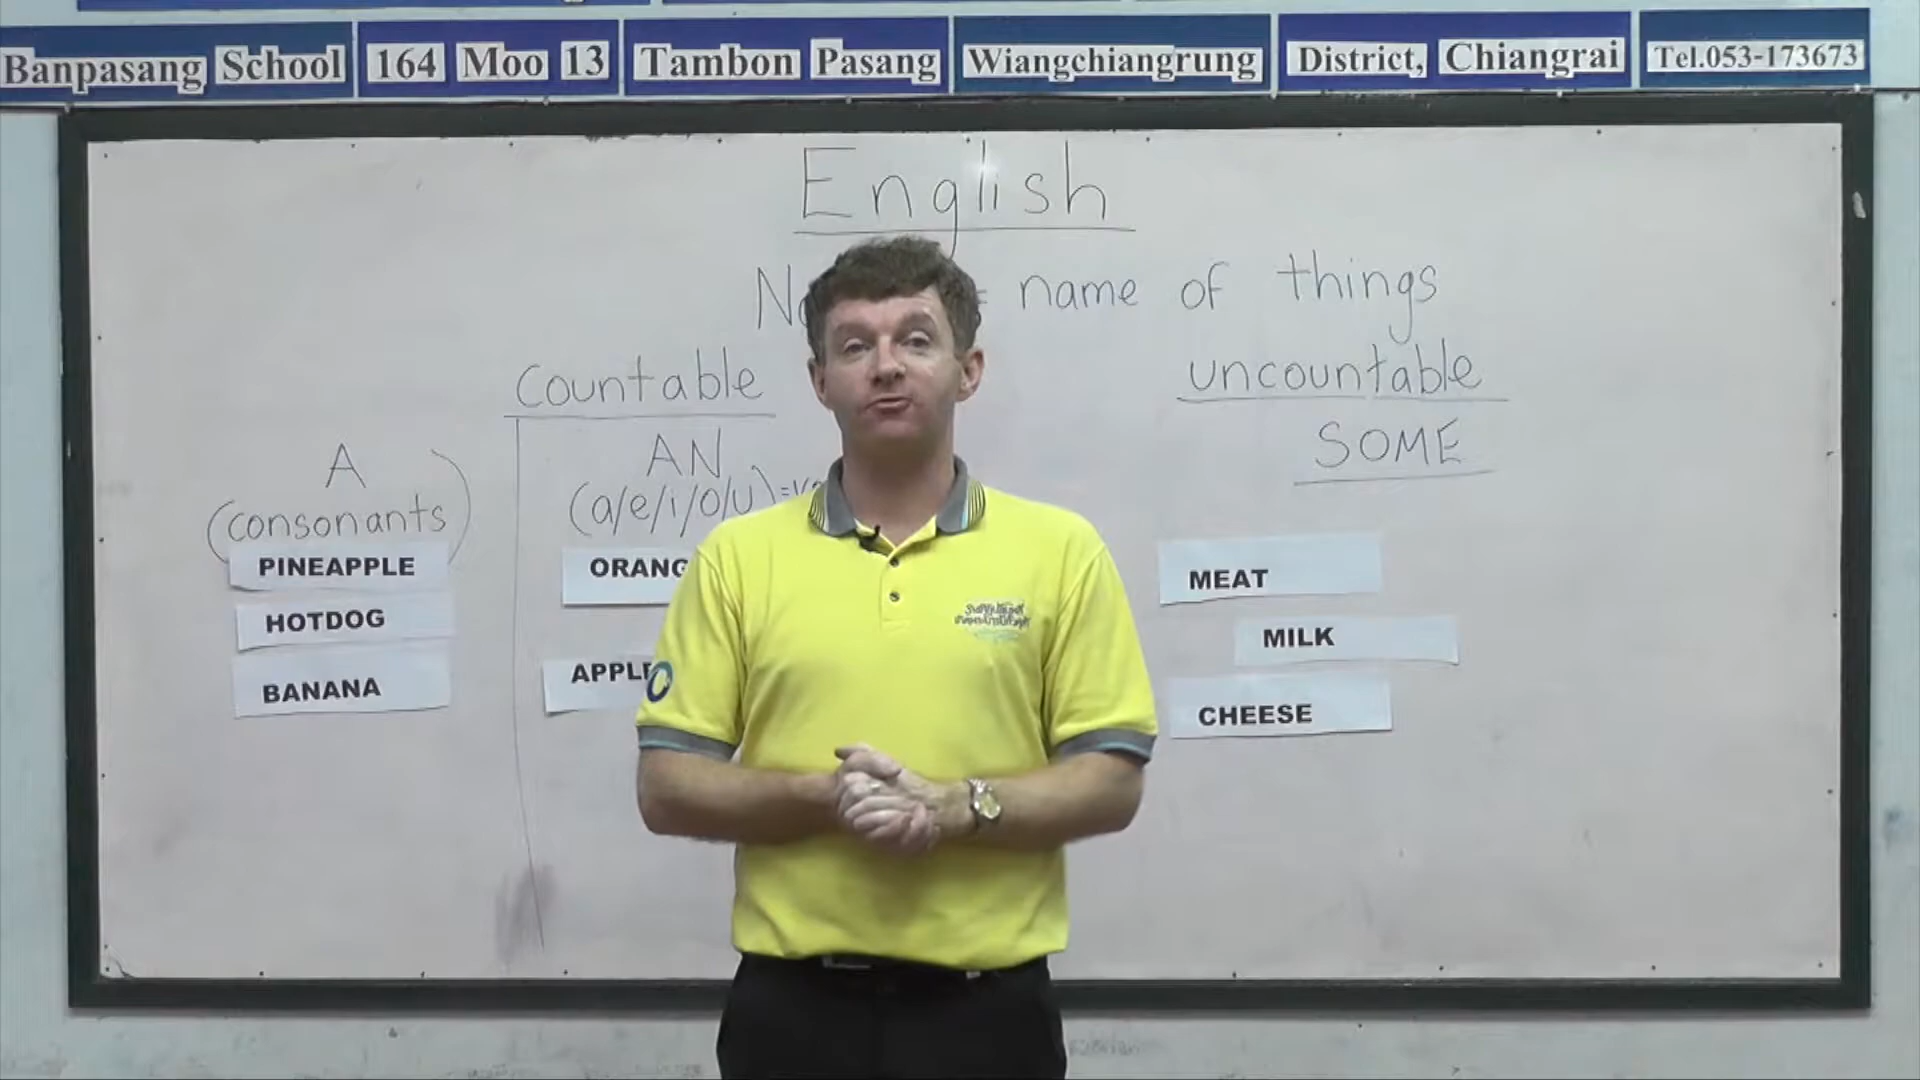 Banpasang School 164 Moo 13 Tambon Pasang Wiangchiangrung District, Chiangrai Tel.053-173673
English
= name of things
countable
uncountable
A
AN
SOME
(consonants)
(a/e/i/o/u)=
PINEAPPLE
ORANG
MEAT
HOTDOG
MILK
BANANA
APPLE
CHEESE